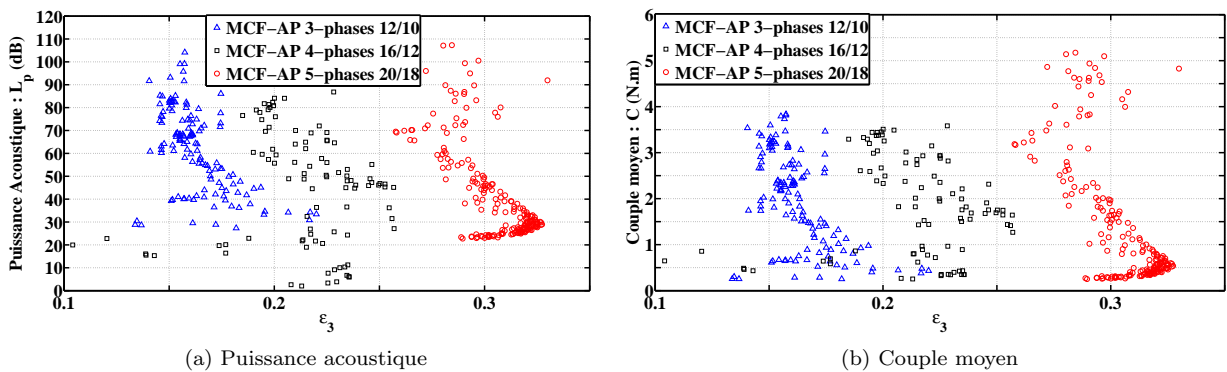 Puissance Acoustique : L_p (dB)
120
110
100
90
80
70
60
50
40
30
20
10
0
0.1
0.2
0.3
ε_3
MCF-AP 3-phases 12/10
MCF-AP 4-phases 16/12
MCF-AP 5-phases 20/18
(a) Puissance acoustique
Couple moyen : C (N.m)
6
5
4
3
2
1
0
0.1
0.2
0.3
ε_3
MCF-AP 3-phases 12/10
MCF-AP 4-phases 16/12
MCF-AP 5-phases 20/18
(b) Couple moyen